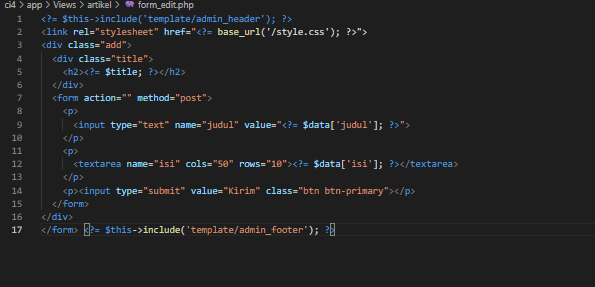 ci4 > app > Views > artikel > form_edit.php
1 <?= $this->include('template/admin_header'); ?>
2 <link rel="stylesheet" href="<?= base_url('/style.css'); ?>">
3 <div class="add">
4 <div class="title">
5 <h2><?= $title; ?></h2>
6 </div>
7 <form action="" method="post">
8 <p>
9 <input type="text" name="judul" value="<?= $data['judul']; ?>">
10 </p>
11 <p>
12 <textarea name="isi" cols="50" rows="10"><?= $data['isi']; ?></textarea>
13 </p>
14 <p><input type="submit" value="Kirim" class="btn btn-primary"></p>
15 </form>
16 </div>
17 </form> <?= $this->include('template/admin_footer'); ?>